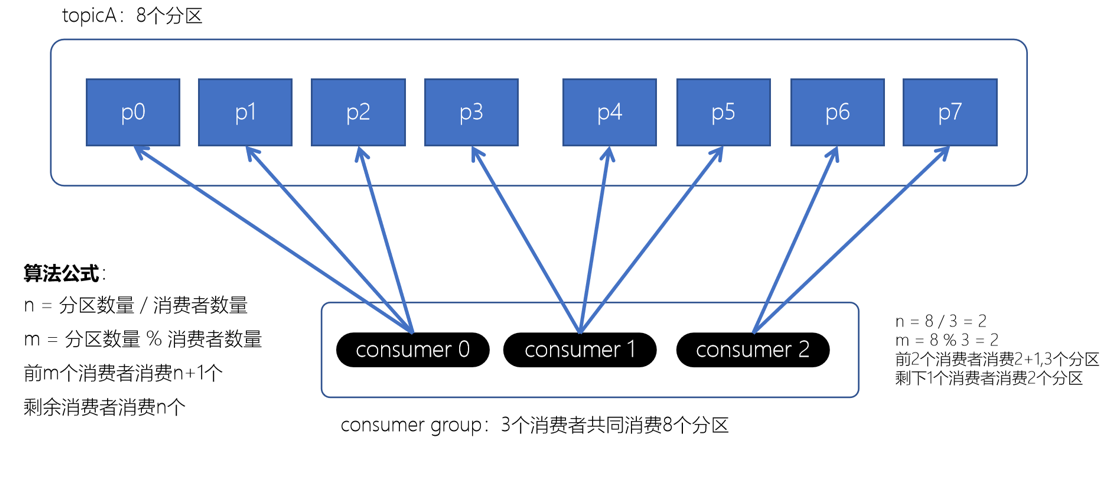 topicA：8个分区
p0
p1
p2
p3
p4
p5
p6
p7
算法公式：
n = 分区数量 / 消费者数量
m = 分区数量 % 消费者数量
前m个消费者消费n+1个
剩余消费者消费n个
consumer 0
consumer 1
consumer 2
n = 8 / 3 = 2
m = 8 % 3 = 2
前2个消费者消费2+1,3个分区
剩下1个消费者消费2个分区
consumer group：3个消费者共同消费8个分区